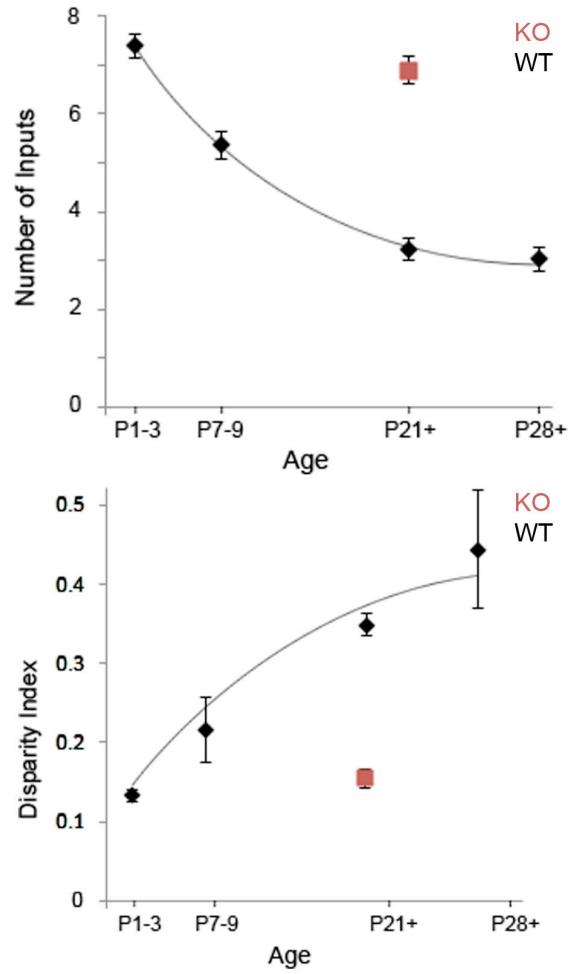 8
KO
WT
6
Number of Inputs
4
2
0
P1-3 P7-9 P21+ P28+
Age
0.5
KO
WT
0.4
0.3
Disparity Index
0.2
0.1
0
P1-3 P7-9 P21+ P28+
Age